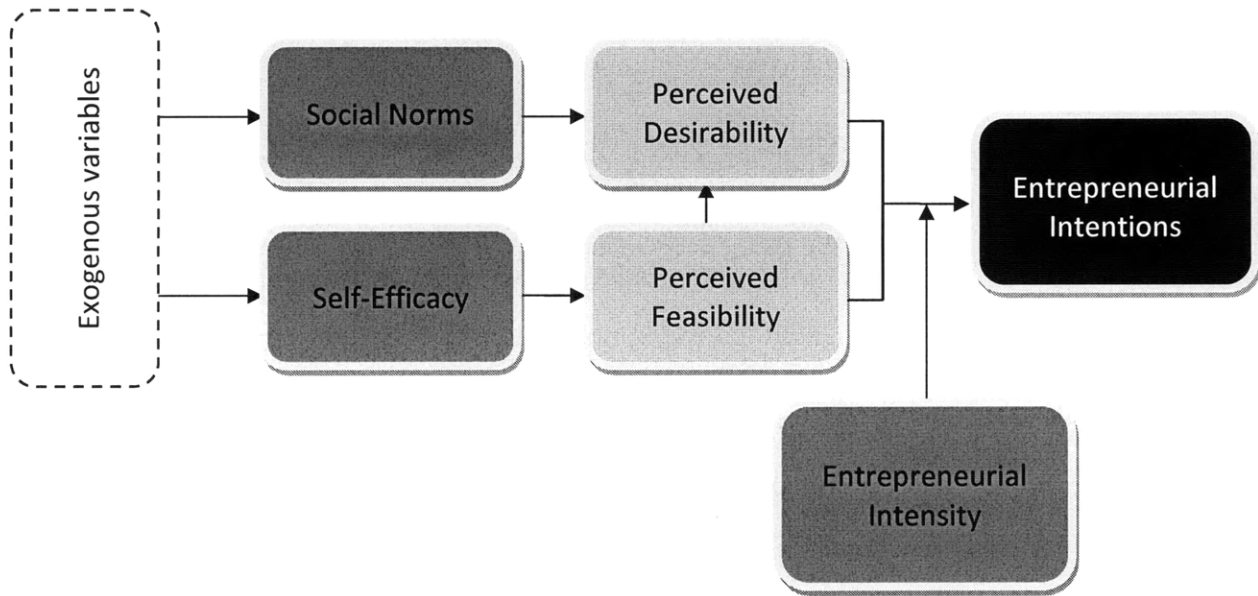 Exogenous variables
Social Norms
Perceived
Desirability
Entrepreneurial
Intentions
Self-Efficacy
Perceived
Feasibility
Entrepreneurial
Intensity